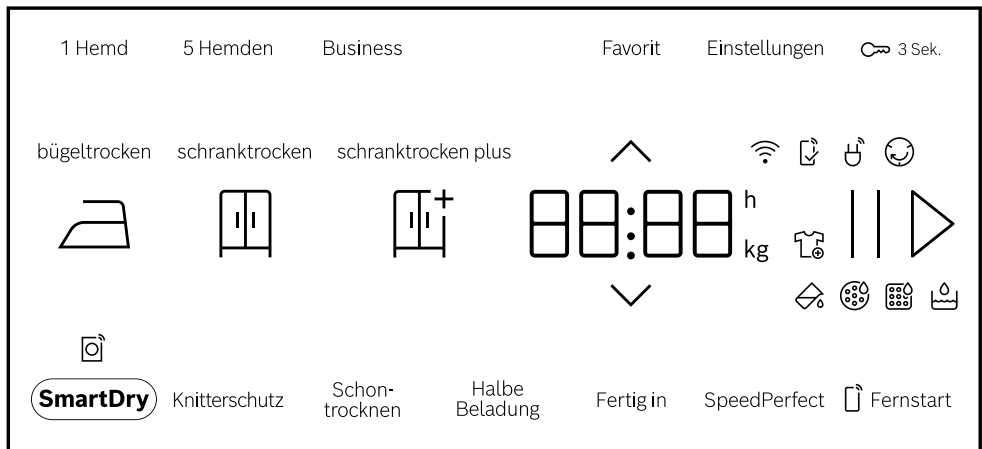 1 Hemd 5 Hemden Business Favorit Einstellungen 3 Sek.
bügeltrocken schranktrocken schranktrocken plus
88:88 h
kg
SmartDry Knitterschutz Schon-
trocknen Halbe
Beladung Fertig in SpeedPerfect Fernstart